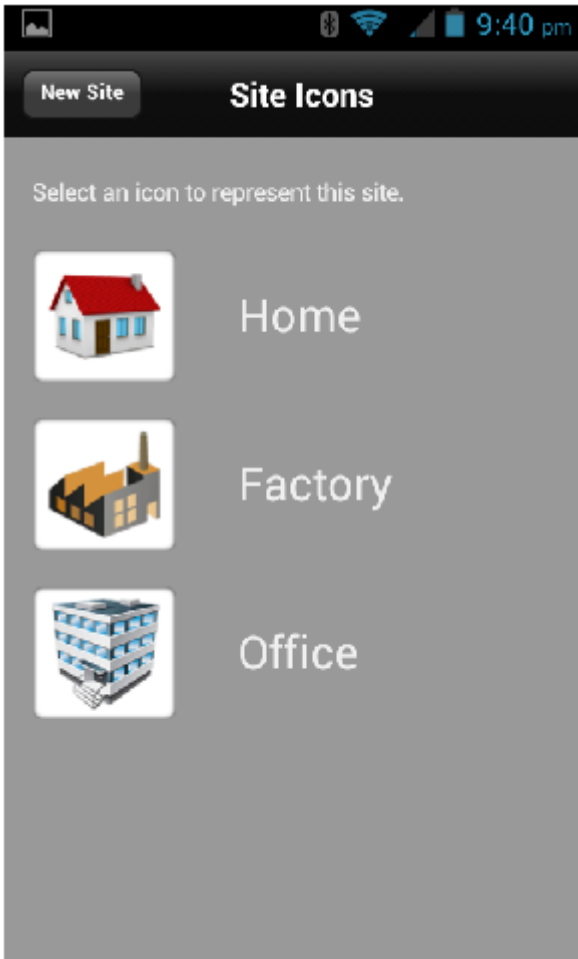 9:40 pm
New Site
Site Icons
Select an icon to represent this site.
Home
Factory
Office